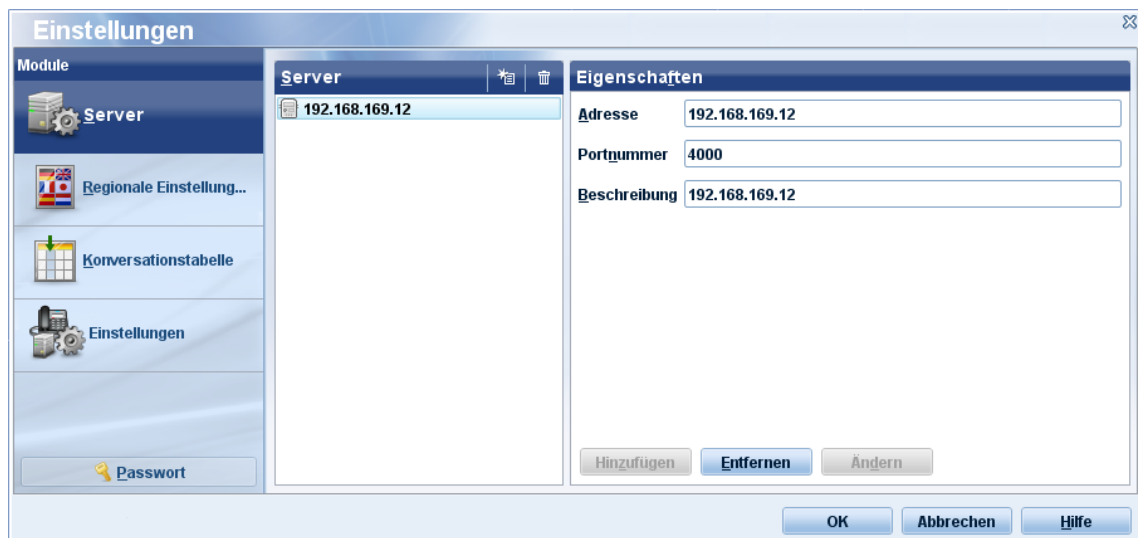 Einstellungen
Module
Server
Regionale Einstellung...
Konversationstabelle
Einstellungen
Passwort
Server
192.168.169.12
Eigenschaften
Adresse 192.168.169.12
Portnummer 4000
Beschreibung 192.168.169.12
Hinzufügen Entfernen Ändern
OK Abbrechen Hilfe